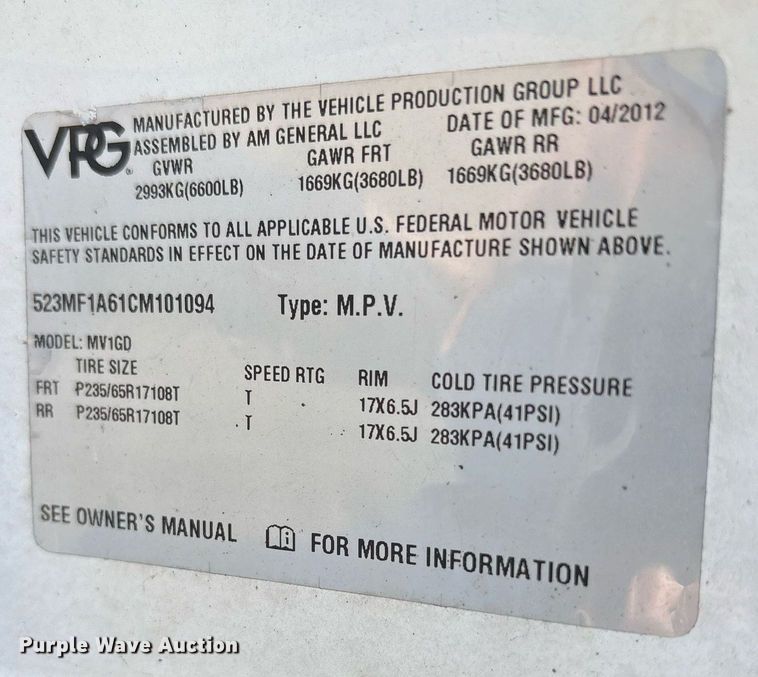 VPG® MANUFACTURED BY THE VEHICLE PRODUCTION GROUP LLC
ASSEMBLED BY AM GENERAL LLC DATE OF MFG: 04/2012
GVWR GAWR FRT GAWR RR
2993KG(6600LB) 1669KG(3680LB) 1669KG(3680LB)
THIS VEHICLE CONFORMS TO ALL APPLICABLE U.S. FEDERAL MOTOR VEHICLE
SAFETY STANDARDS IN EFFECT ON THE DATE OF MANUFACTURE SHOWN ABOVE.
523MF1A61CM101094 Type: M.P.V.
MODEL: MV1GD
TIRE SIZE SPEED RTG RIM COLD TIRE PRESSURE
FRT P235/65R17108T T 17X6.5J 283KPA(41PSI)
RR P235/65R17108T T 17X6.5J 283KPA(41PSI)
SEE OWNER'S MANUAL FOR MORE INFORMATION
Purple Wave Auction